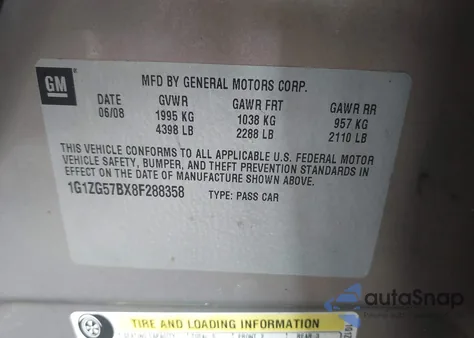 GM
MFD BY GENERAL MOTORS CORP.
DATE GVWR GAWR FRT GAWR RR
06/08 1995 KG 1038 KG 957 KG
4398 LB 2288 LB 2110 LB
THIS VEHICLE CONFORMS TO ALL APPLICABLE U.S. FEDERAL MOTOR
VEHICLE SAFETY, BUMPER, AND THEFT PREVENTION STANDARDS IN
EFFECT ON THE DATE OF MANUFACTURE SHOWN ABOVE.
1G1ZG57BX8F288358 TYPE: PASS CAR
autoSnap
TIRE AND LOADING INFORMATION